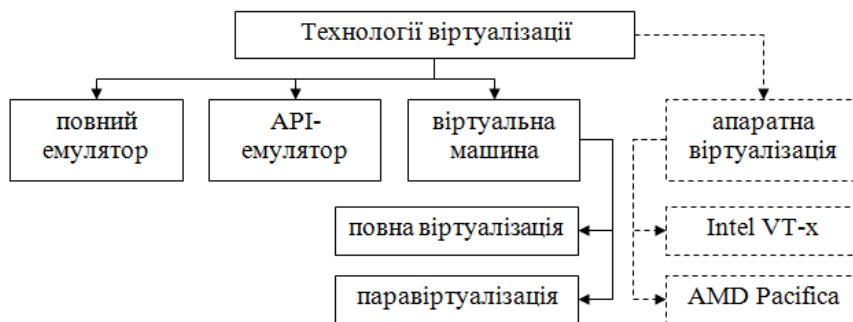 Технології віртуалізації
повний
емулятор
API-
емулятор
віртуальна
машина
апаратна
віртуалізація
повна віртуалізація
Intel VT-x
паравіртуалізація
AMD Pacifica